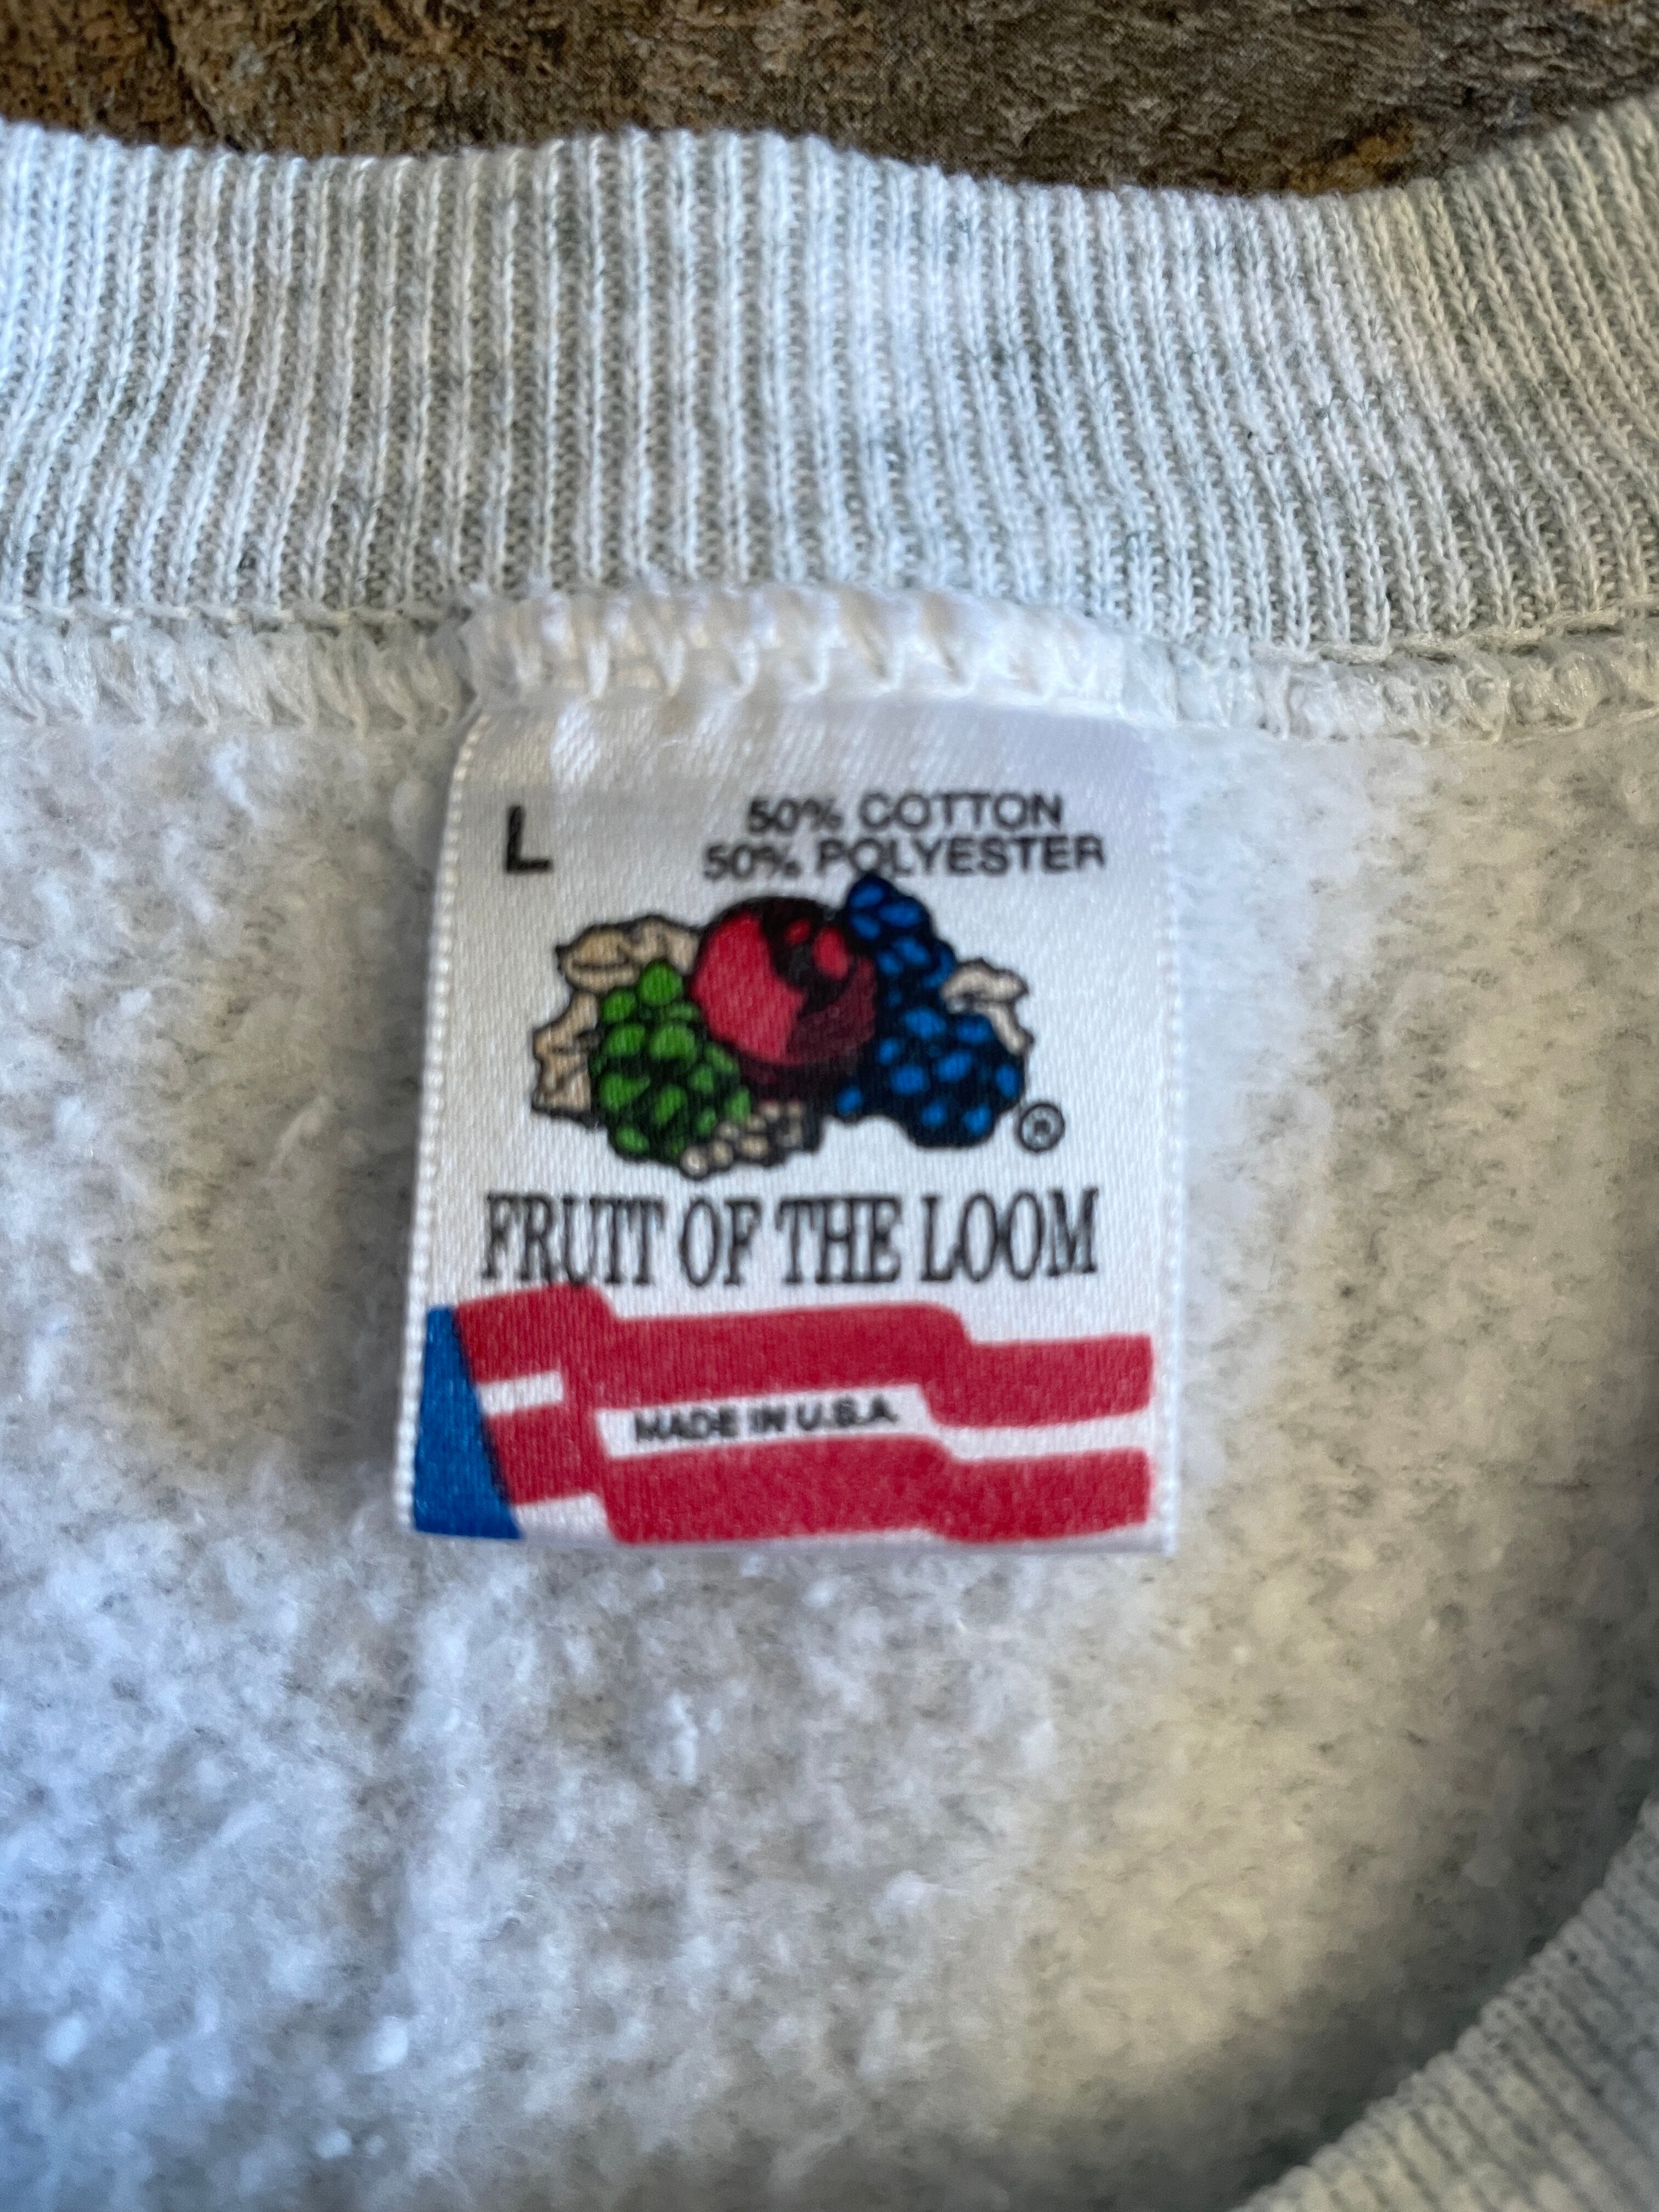 L
50% COTTON
50% POLYESTER
®
FRUIT OF THE LOOM
MADE IN U.S.A.